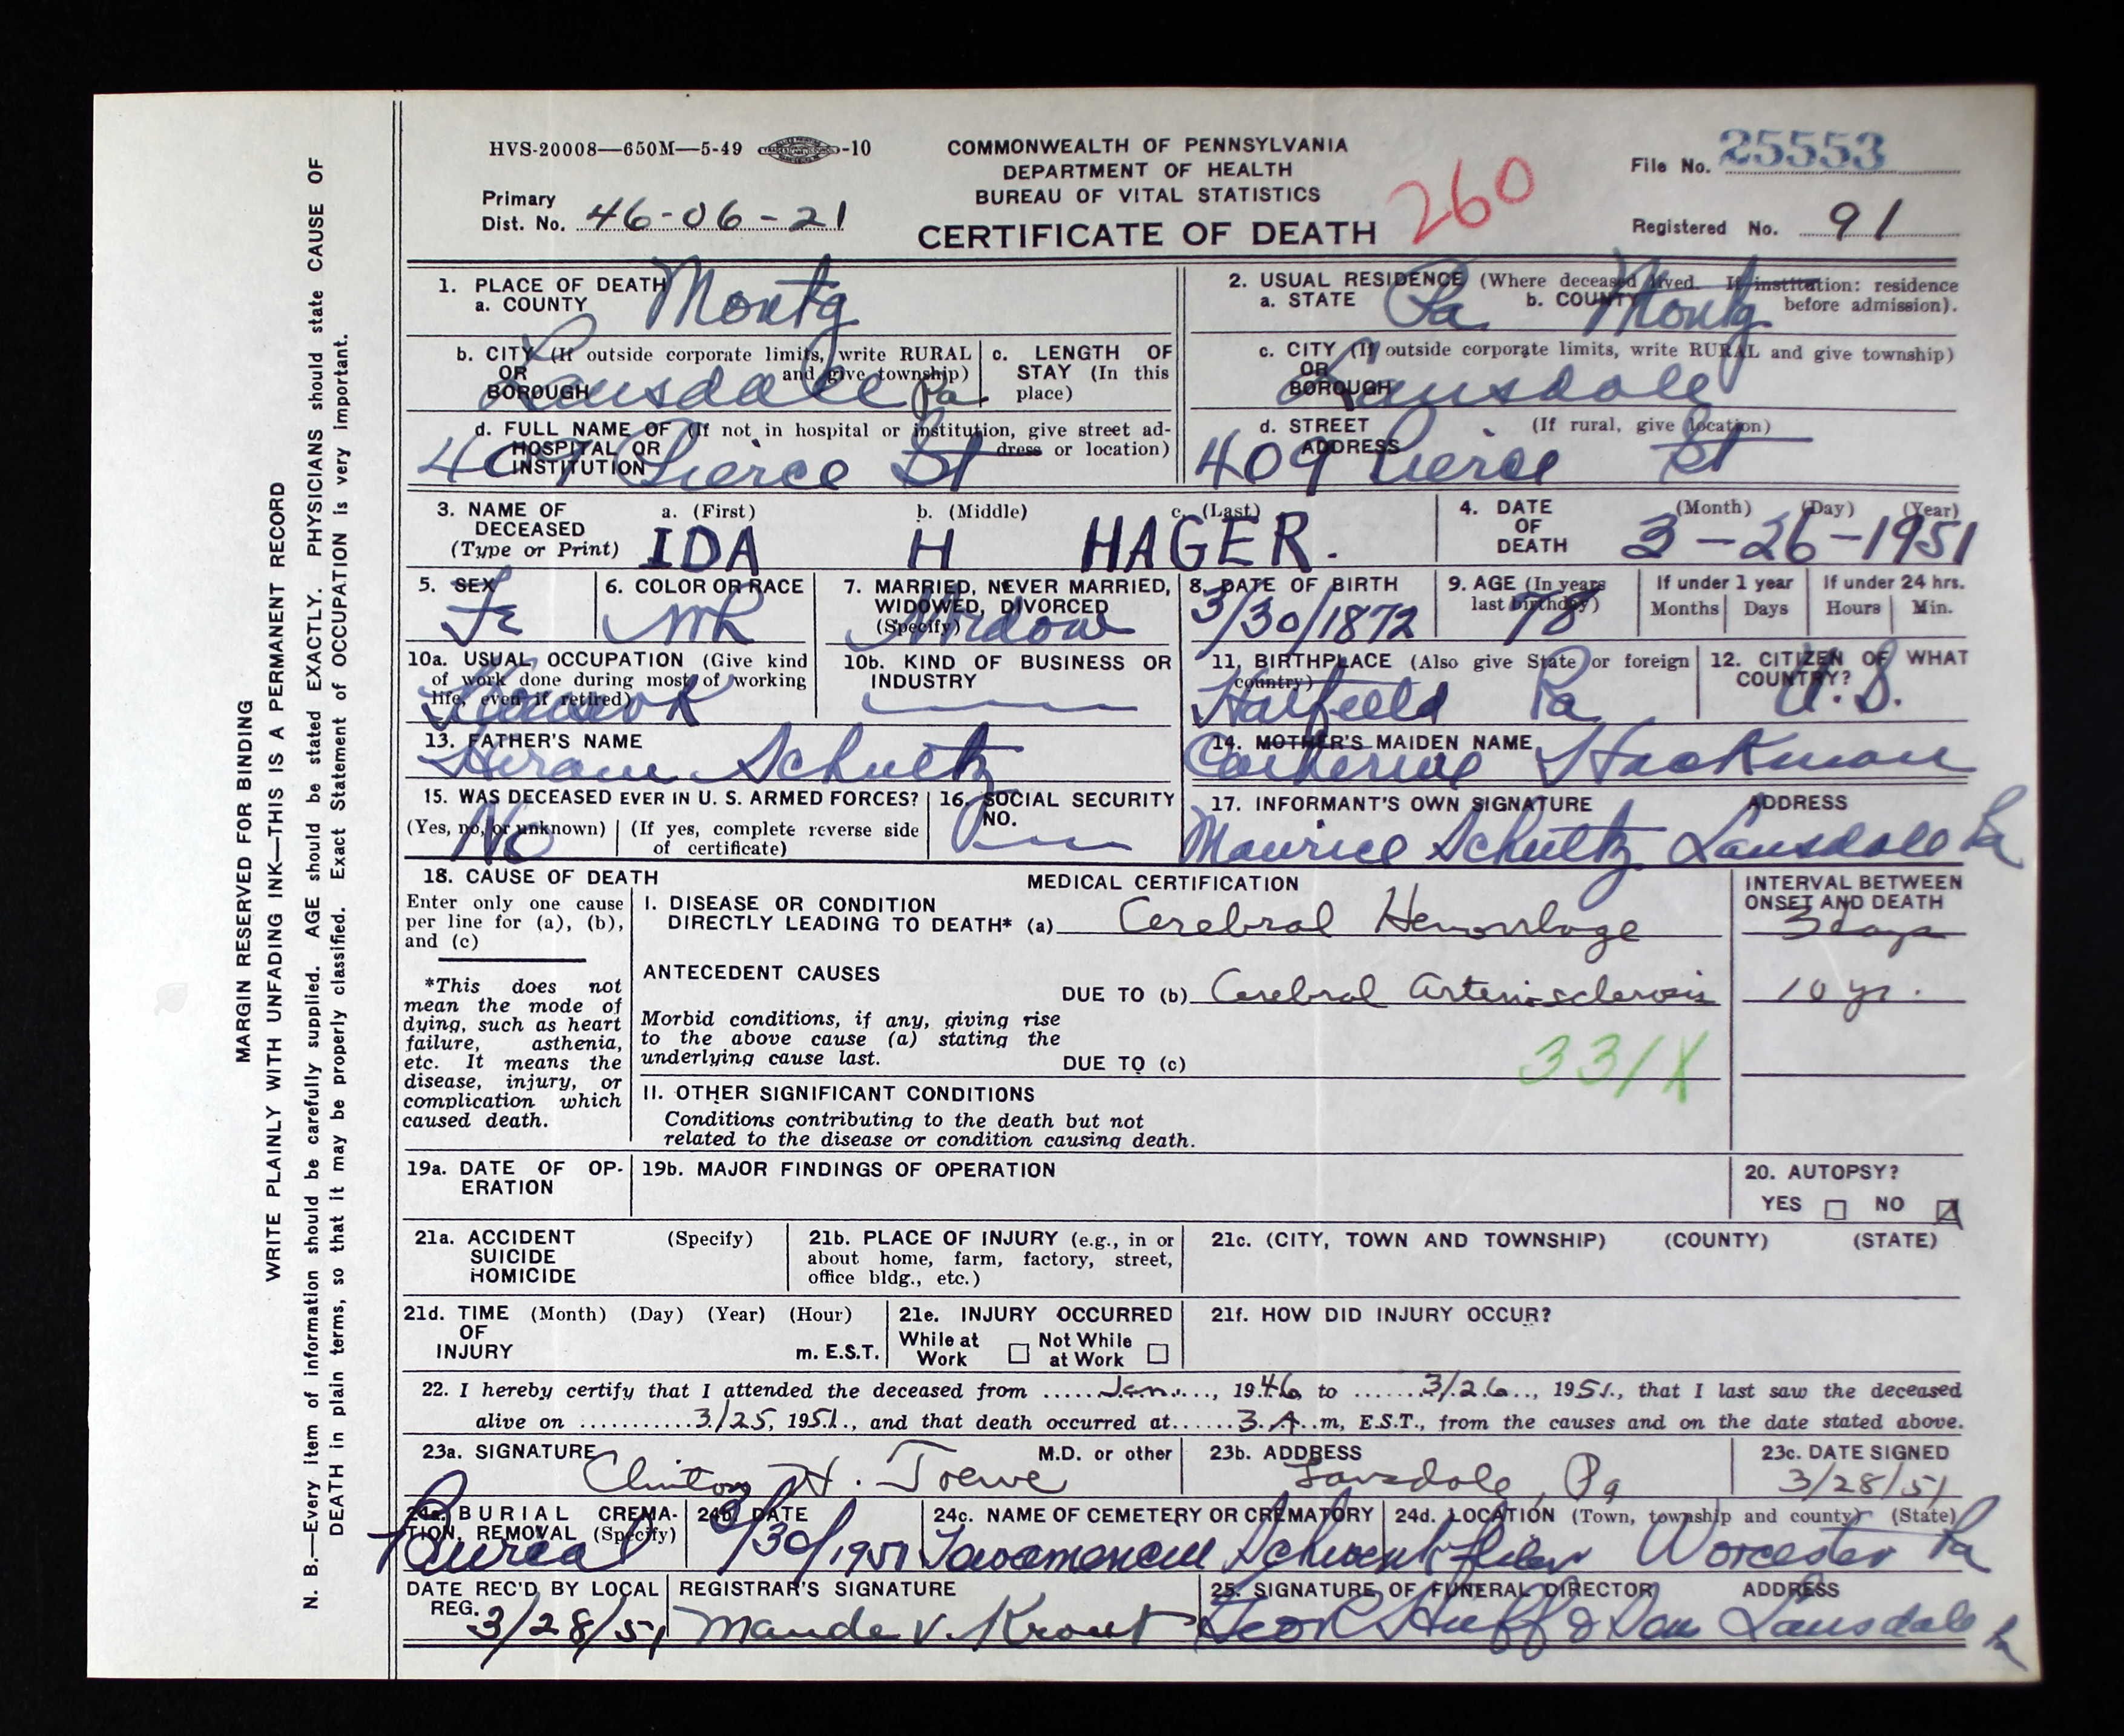 MARGIN RESERVED FOR BINDING
WRITE PLAINLY WITH UNFADING INK—THIS IS A PERMANENT RECORD
N. B.—Every item of information should be carefully supplied. AGE should be stated EXACTLY. PHYSICIANS should state CAUSE OF
DEATH in plain terms, so that it may be properly classified. Exact Statement of OCCUPATION is very important.
HVS-20008—650M—5-49 -10
COMMONWEALTH OF PENNSYLVANIA
DEPARTMENT OF HEALTH
BUREAU OF VITAL STATISTICS
CERTIFICATE OF DEATH
260
File No. 25553
Primary
Dist. No. 46-06-21
Registered No. 91
1. PLACE OF DEATH
a. COUNTY Montg
2. USUAL RESIDENCE (Where deceased lived. If institution: residence
before admission).
a. STATE Pa b. COUNTY Montg
b. CITY (If outside corporate limits, write RURAL
OR and give township)
BOROUGH Lansdale Pa
c. LENGTH OF
STAY (In this
place)
c. CITY (If outside corporate limits, write RURAL and give township)
OR
BOROUGH Lansdale
d. FULL NAME OF (If not in hospital or institution, give street ad-
HOSPITAL OR dress or location)
INSTITUTION 409 Pierce St
d. STREET (If rural, give location)
ADDRESS 409 Pierce St
3. NAME OF
DECEASED
(Type or Print)
a. (First) b. (Middle) c. (Last)
IDA H HAGER.
4. DATE
OF
DEATH
(Month) (Day) (Year)
3-26-1951
5. SEX
Fe
6. COLOR OR RACE
Wh
7. MARRIED, NEVER MARRIED,
WIDOWED, DIVORCED
(Specify) Widow
8. DATE OF BIRTH
3/30/1872
9. AGE (In years
last birthday) 78
If under 1 year
Months Days
If under 24 hrs.
Hours Min.
10a. USUAL OCCUPATION (Give kind
of work done during most of working
life, even if retired)
10b. KIND OF BUSINESS OR
INDUSTRY
11. BIRTHPLACE (Also give State or foreign
country)
Hatfield Pa
12. CITIZEN OF WHAT
COUNTRY?
U.S.
13. FATHER'S NAME
Hiram Schultz
14. MOTHER'S MAIDEN NAME
Catherine Hackman
15. WAS DECEASED EVER IN U. S. ARMED FORCES?
(Yes, no, or unknown) (If yes, complete reverse side
of certificate)
No
16. SOCIAL SECURITY
NO.
17. INFORMANT'S OWN SIGNATURE ADDRESS
Maurice Schultz Lansdale Pa
18. CAUSE OF DEATH
Enter only one cause
per line for (a), (b),
and (c)
*This does not
mean the mode of
dying, such as heart
failure, asthenia,
etc. It means the
disease, injury, or
complication which
caused death.
MEDICAL CERTIFICATION
I. DISEASE OR CONDITION
DIRECTLY LEADING TO DEATH* (a) Cerebral Hemorrhage
ANTECEDENT CAUSES
DUE TO (b) Cerebral arteriosclerosis
Morbid conditions, if any, giving rise
to the above cause (a) stating the
underlying cause last.
DUE TO (c)
331X
II. OTHER SIGNIFICANT CONDITIONS
Conditions contributing to the death but not
related to the disease or condition causing death.
INTERVAL BETWEEN
ONSET AND DEATH
3 days
10 yr.
19a. DATE OF OP-
ERATION
19b. MAJOR FINDINGS OF OPERATION
20. AUTOPSY?
YES NO
21a. ACCIDENT (Specify)
SUICIDE
HOMICIDE
21b. PLACE OF INJURY (e.g., in or
about home, farm, factory, street,
office bldg., etc.)
21c. (CITY, TOWN AND TOWNSHIP) (COUNTY) (STATE)
21d. TIME (Month) (Day) (Year) (Hour)
OF
INJURY m. E.S.T.
21e. INJURY OCCURRED
While at Not While
Work at Work
21f. HOW DID INJURY OCCUR?
22. I hereby certify that I attended the deceased from Jan., 1946 to 3/26, 1951, that I last saw the deceased
alive on 3/25, 1951, and that death occurred at 3 A m, E.S.T., from the causes and on the date stated above.
23a. SIGNATURE M.D. or other
Clinton H.
23b. ADDRESS
Lansdale, Pa
23c. DATE SIGNED
3/28/51
24a. BURIAL CREMA-
TION, REMOVAL (Specify)
Burial
24b. DATE
3/30/1951
24c. NAME OF CEMETERY OR CREMATORY
24d. LOCATION (Town, township and county) (State)
Worcester Pa
DATE REC'D BY LOCAL
REG. 3/28/51
REGISTRAR'S SIGNATURE
Maude V. Krout
25. SIGNATURE OF FUNERAL DIRECTOR ADDRESS
Huff & Son Lansdale Pa